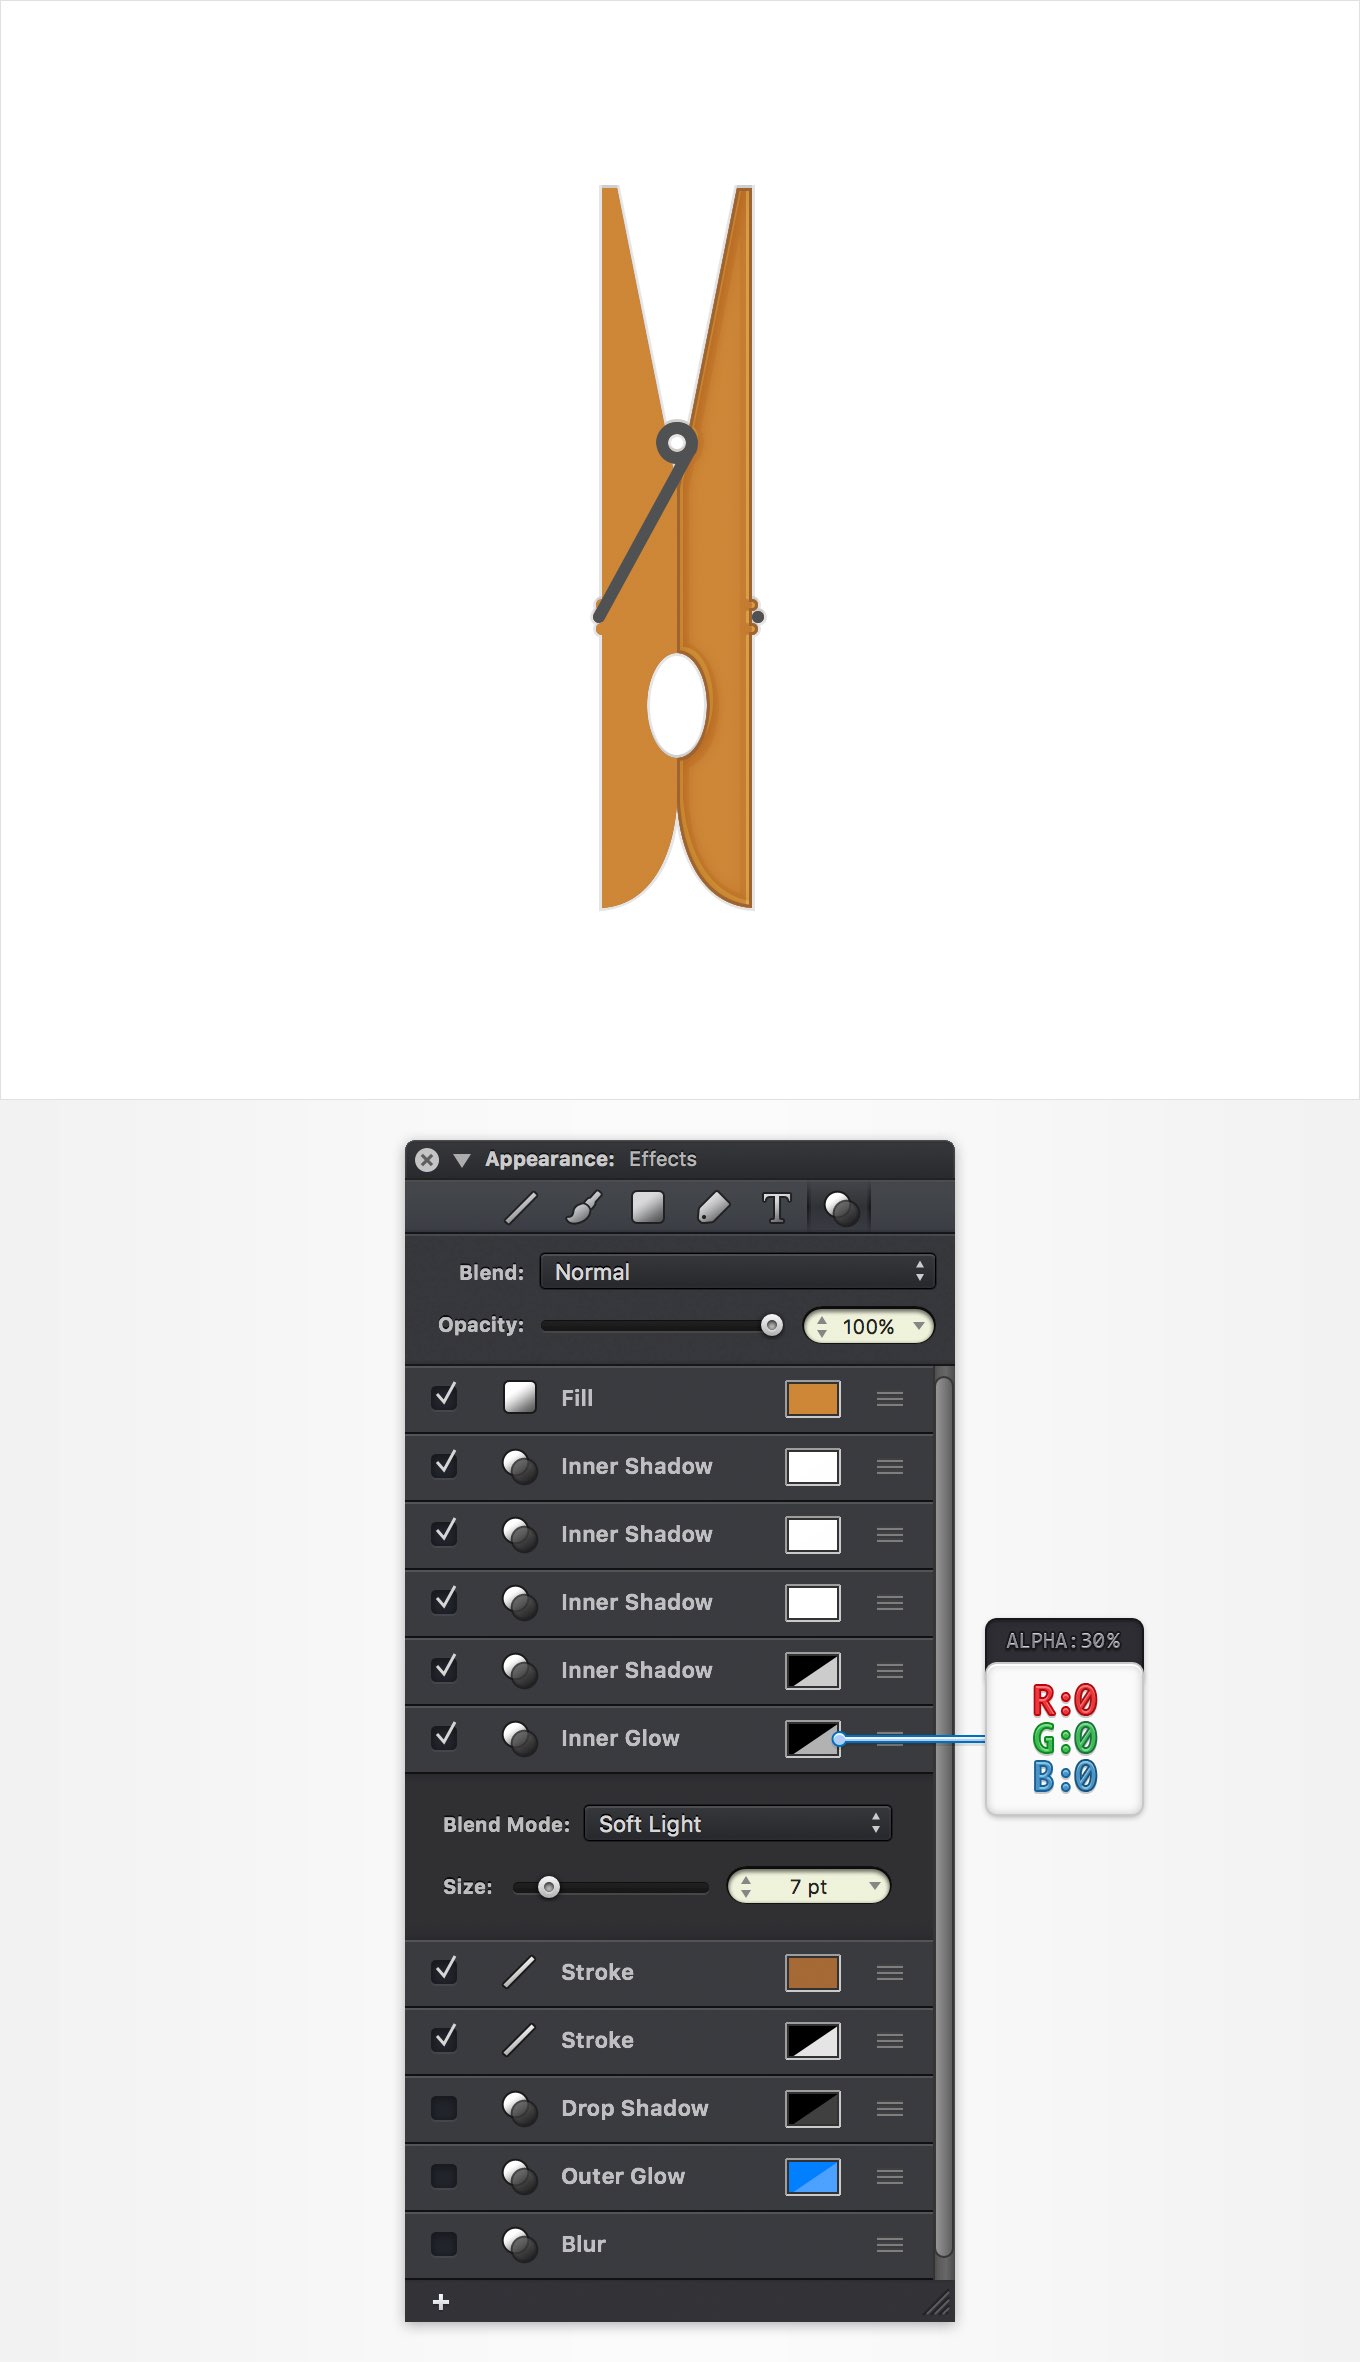 Appearance: Effects
T
Blend: Normal
Opacity: 100%
Fill
Inner Shadow
Inner Shadow
Inner Shadow
Inner Shadow
ALPHA:30%
R:0
Inner Glow
G:0
B:0
Blend Mode: Soft Light
Size: 7 pt
Stroke
Stroke
Drop Shadow
Outer Glow
Blur
+